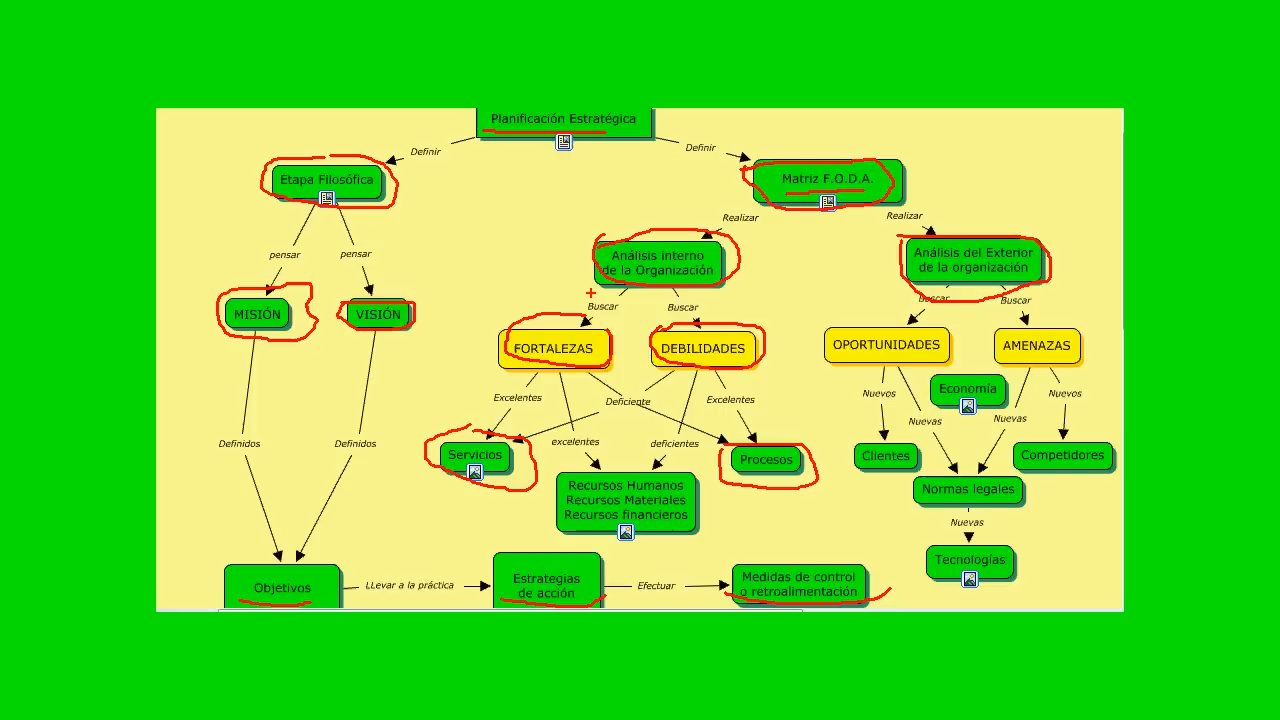 Planificación Estratégica
Definir
Definir
Etapa Filosófica
Matriz F.O.D.A.
Realizar
Realizar
pensar
pensar
Análisis interno
de la Organización
Análisis del Exterior
de la organización
MISIÓN
VISIÓN
Buscar
Buscar
Buscar
Buscar
FORTALEZAS
DEBILIDADES
OPORTUNIDADES
AMENAZAS
Excelentes
Deficiente
Excelentes
Nuevos
Economía
Nuevos
Nuevas
Nuevas
Definidos
Definidos
excelentes
deficientes
Servicios
Procesos
Clientes
Competidores
Recursos Humanos
Recursos Materiales
Recursos financieros
Normas legales
Nuevas
Tecnologías
Objetivos
LLevar a la práctica
Estrategias
de acción
Efectuar
Medidas de control
o retroalimentación